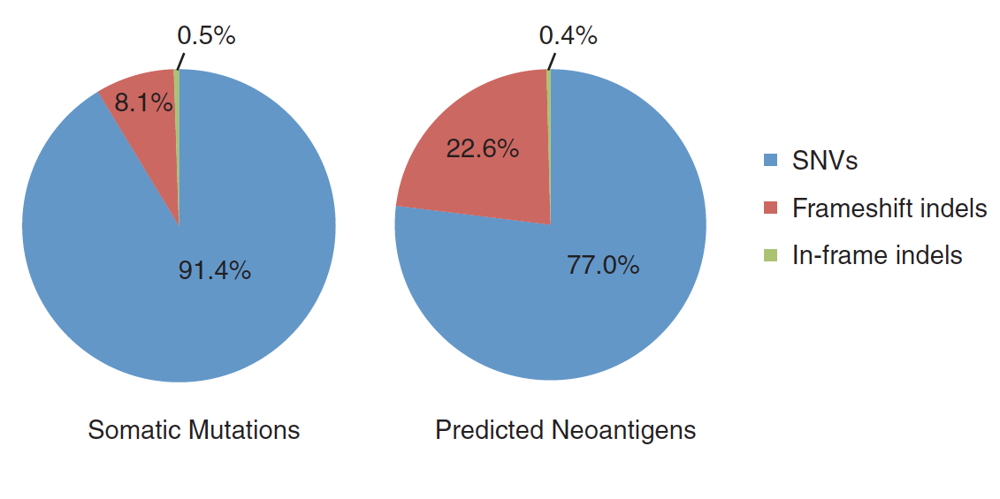 0.5%
0.4%
8.1%
22.6%
SNVs
Frameshift indels
In-frame indels
91.4%
77.0%
Somatic Mutations
Predicted Neoantigens